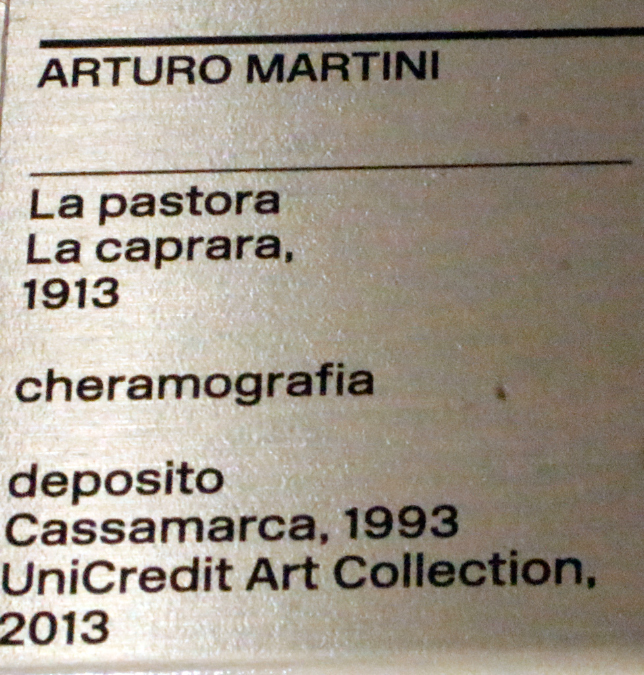 ARTURO MARTINI
La pastora
La caprara,
1913
cheramografia
deposito
Cassamarca, 1993
UniCredit Art Collection,
2013